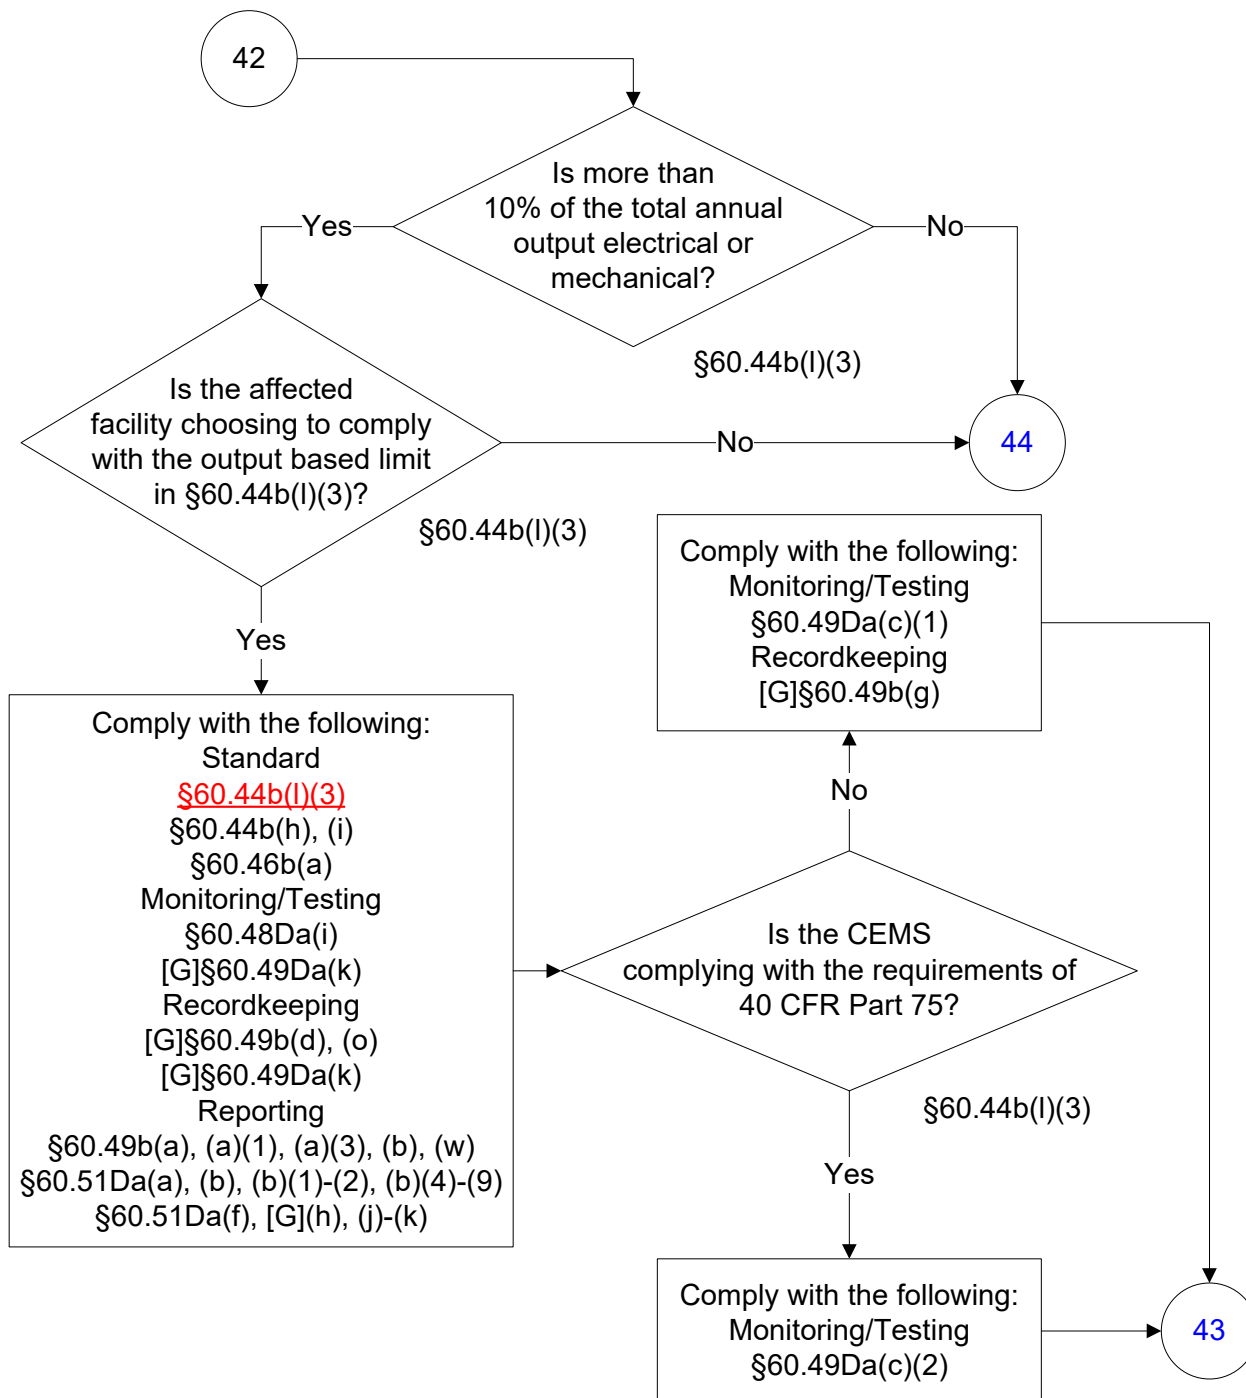 42
Is more than
10% of the total annual
output electrical or
mechanical?
Yes
No
§60.44b(l)(3)
Is the affected
facility choosing to comply
with the output based limit
in §60.44b(l)(3)?
No
44
§60.44b(l)(3)
Yes
Comply with the following:
Monitoring/Testing
§60.49Da(c)(1)
Recordkeeping
[G]§60.49b(g)
No
Comply with the following:
Standard
§60.44b(l)(3)
§60.44b(h), (i)
§60.46b(a)
Monitoring/Testing
§60.48Da(i)
[G]§60.49Da(k)
Recordkeeping
[G]§60.49b(d), (o)
[G]§60.49Da(k)
Reporting
§60.49b(a), (a)(1), (a)(3), (b), (w)
§60.51Da(a), (b), (b)(1)-(2), (b)(4)-(9)
§60.51Da(f), [G](h), (j)-(k)
Is the CEMS
complying with the requirements of
40 CFR Part 75?
§60.44b(l)(3)
Yes
Comply with the following:
Monitoring/Testing
§60.49Da(c)(2)
43